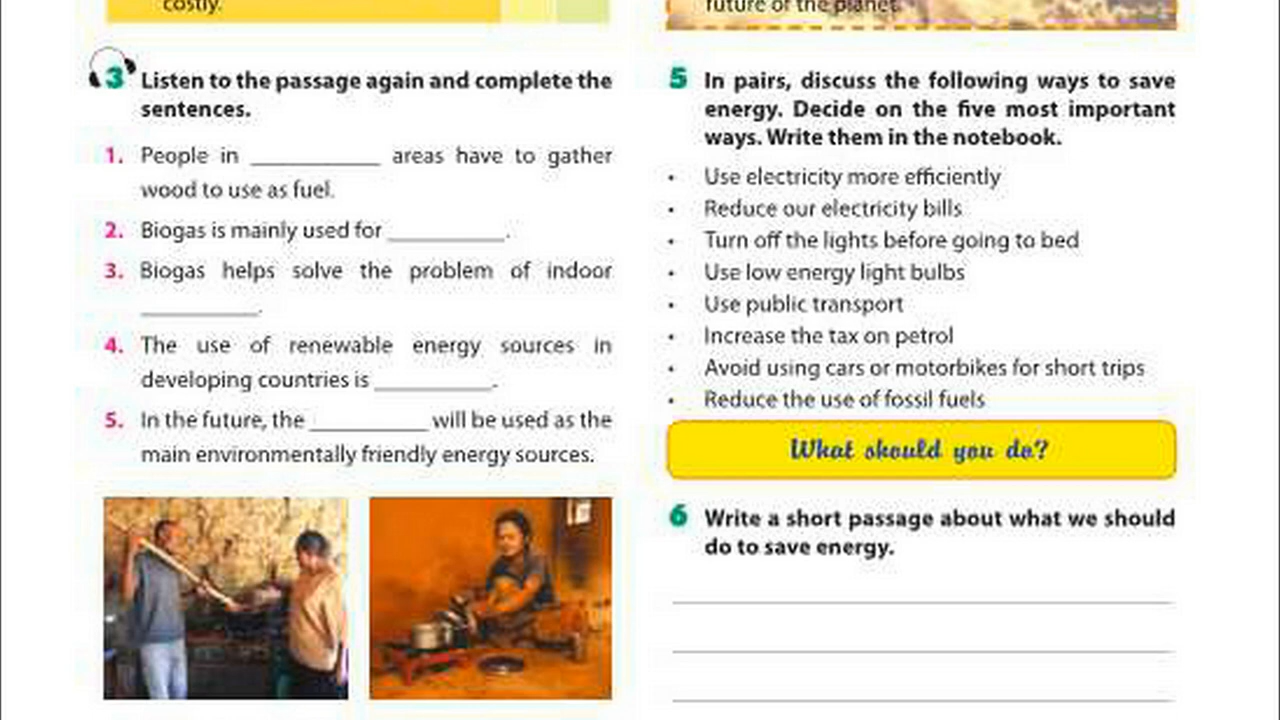 costly.
3 Listen to the passage again and complete the
sentences.
1. People in ____________ areas have to gather
wood to use as fuel.
2. Biogas is mainly used for ___________.
3. Biogas helps solve the problem of indoor
___________.
4. The use of renewable energy sources in
developing countries is ___________.
5. In the future, the ___________ will be used as the
main environmentally friendly energy sources.
future of the planet.
5 In pairs, discuss the following ways to save
energy. Decide on the five most important
ways. Write them in the notebook.
• Use electricity more efficiently
• Reduce our electricity bills
• Turn off the lights before going to bed
• Use low energy light bulbs
• Use public transport
• Increase the tax on petrol
• Avoid using cars or motorbikes for short trips
• Reduce the use of fossil fuels
What should you do?
6 Write a short passage about what we should
do to save energy.